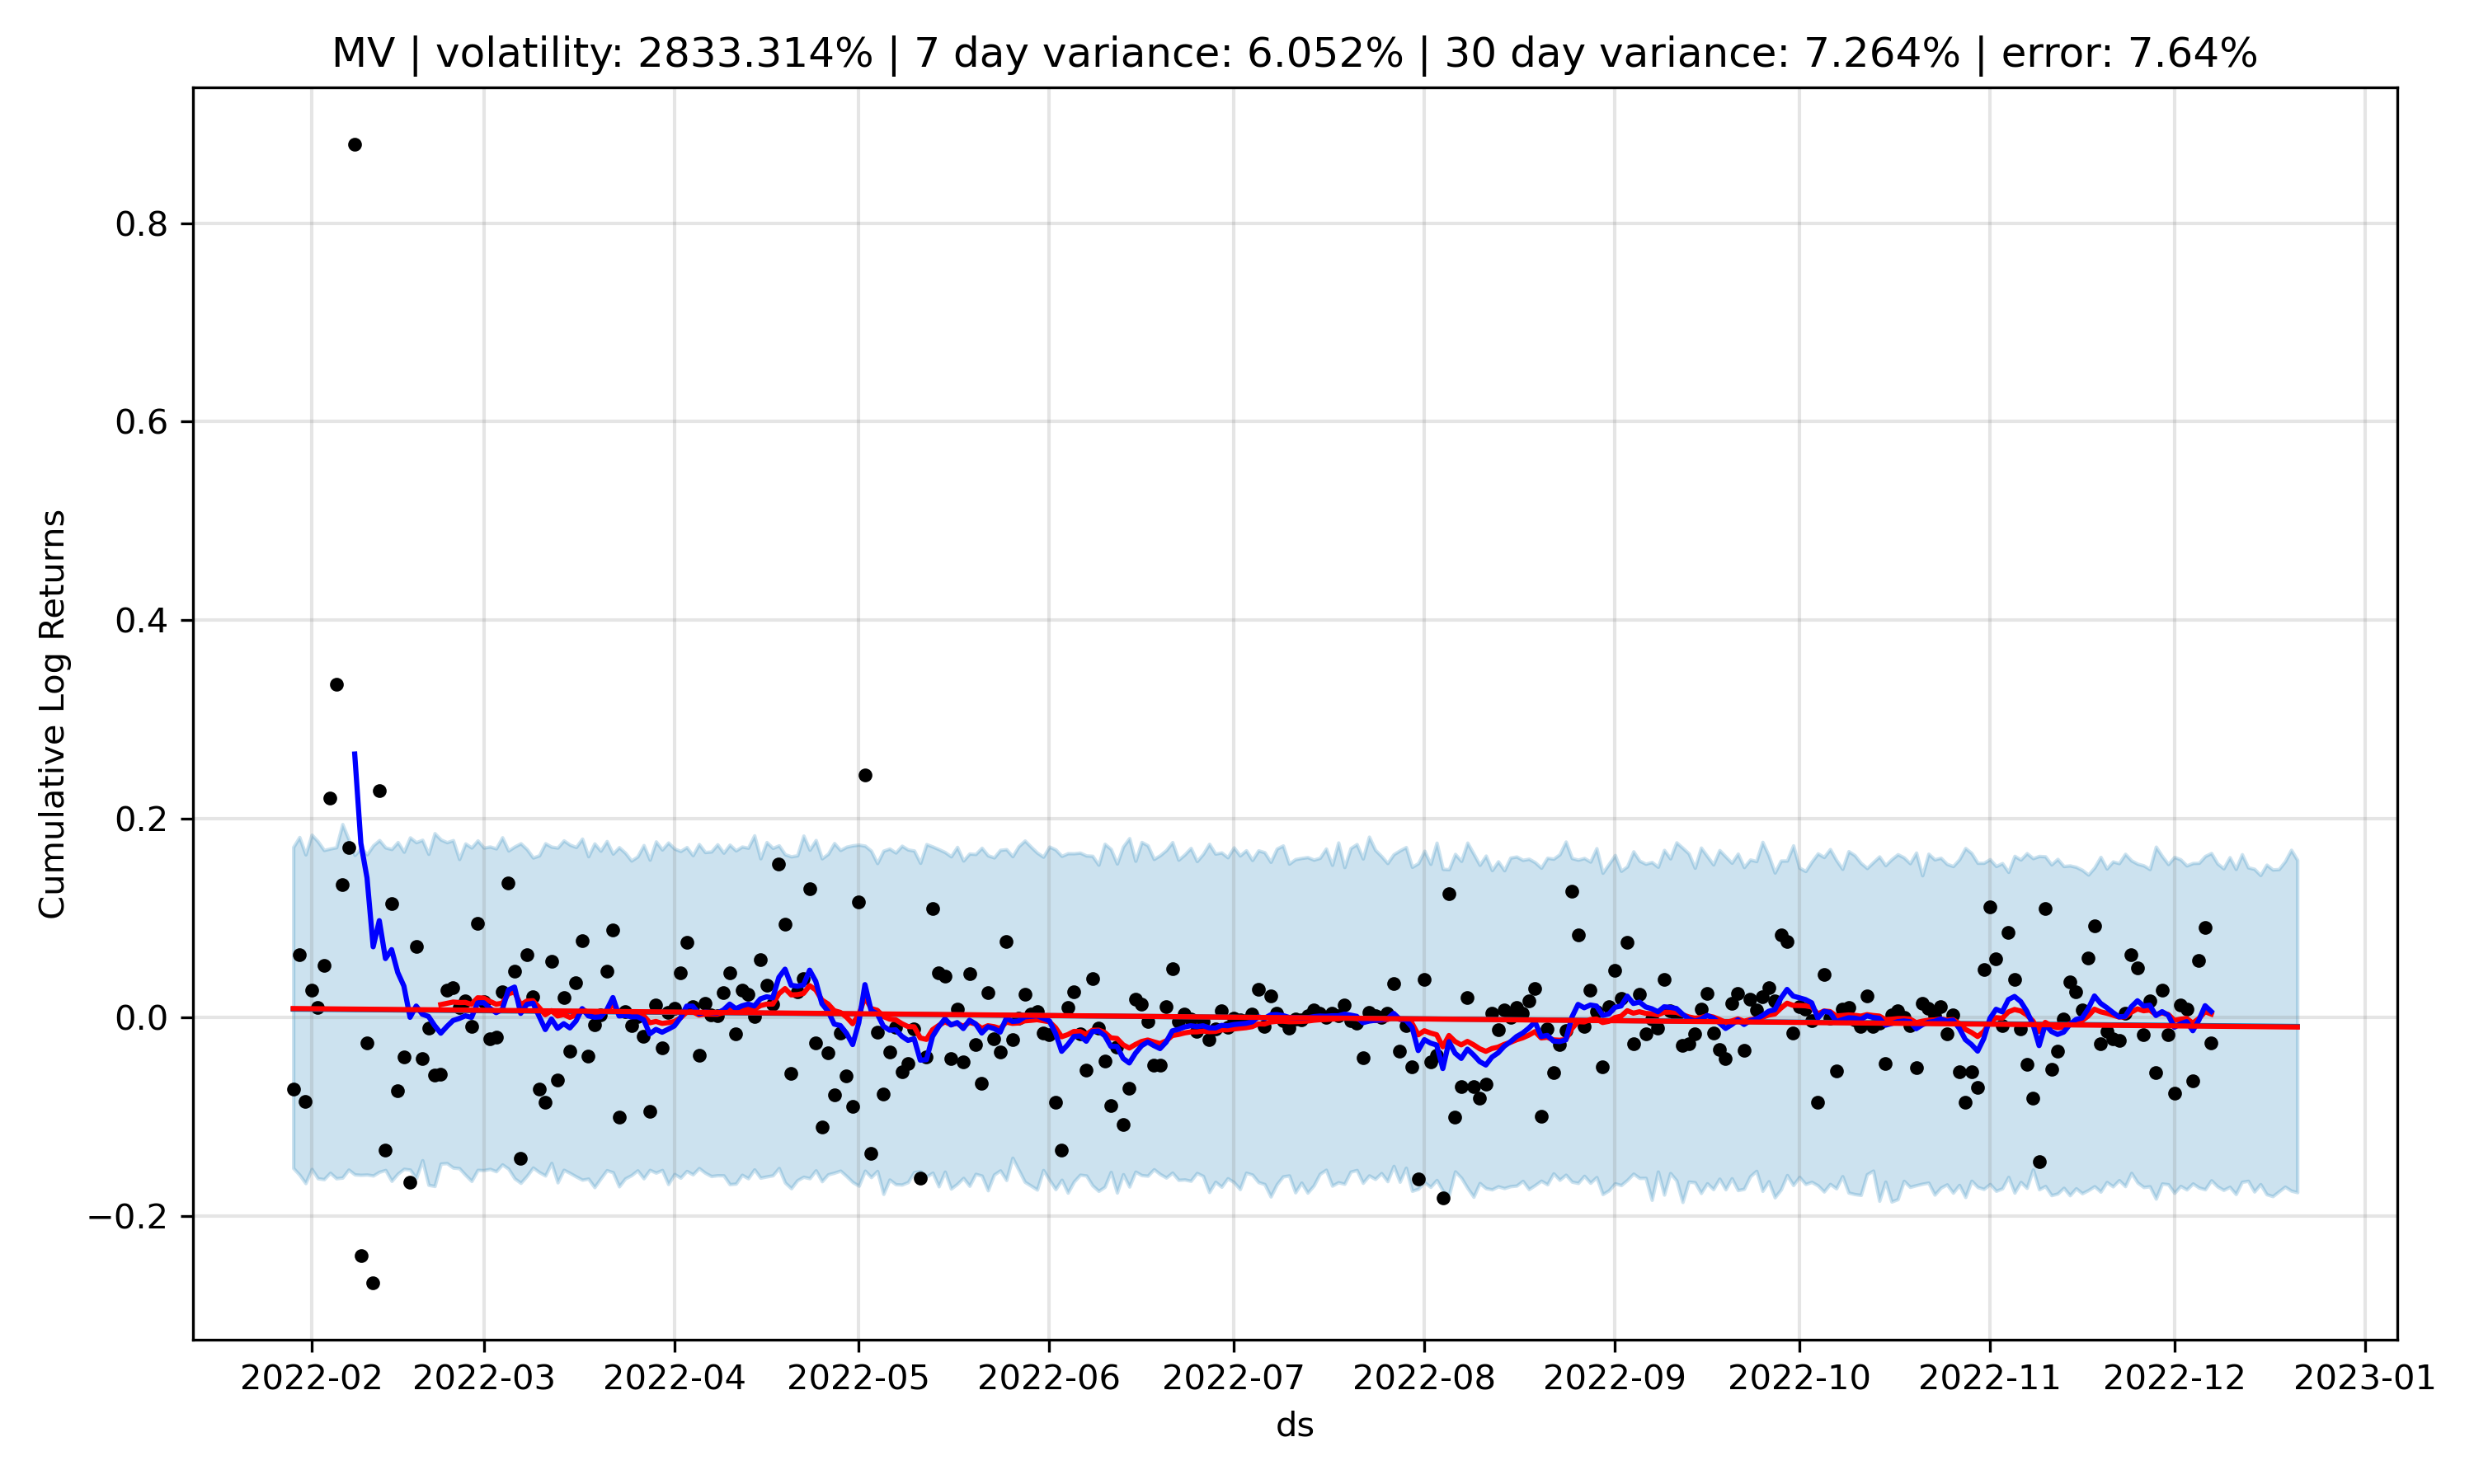 MV | volatility: 2833.314% | 7 day variance: 6.052% | 30 day variance: 7.264% | error: 7.64%
Cumulative Log Returns
0.8
0.6
0.4
0.2
0.0
−0.2
2022-02 2022-03 2022-04 2022-05 2022-06 2022-07 2022-08 2022-09 2022-10 2022-11 2022-12 2023-01
ds